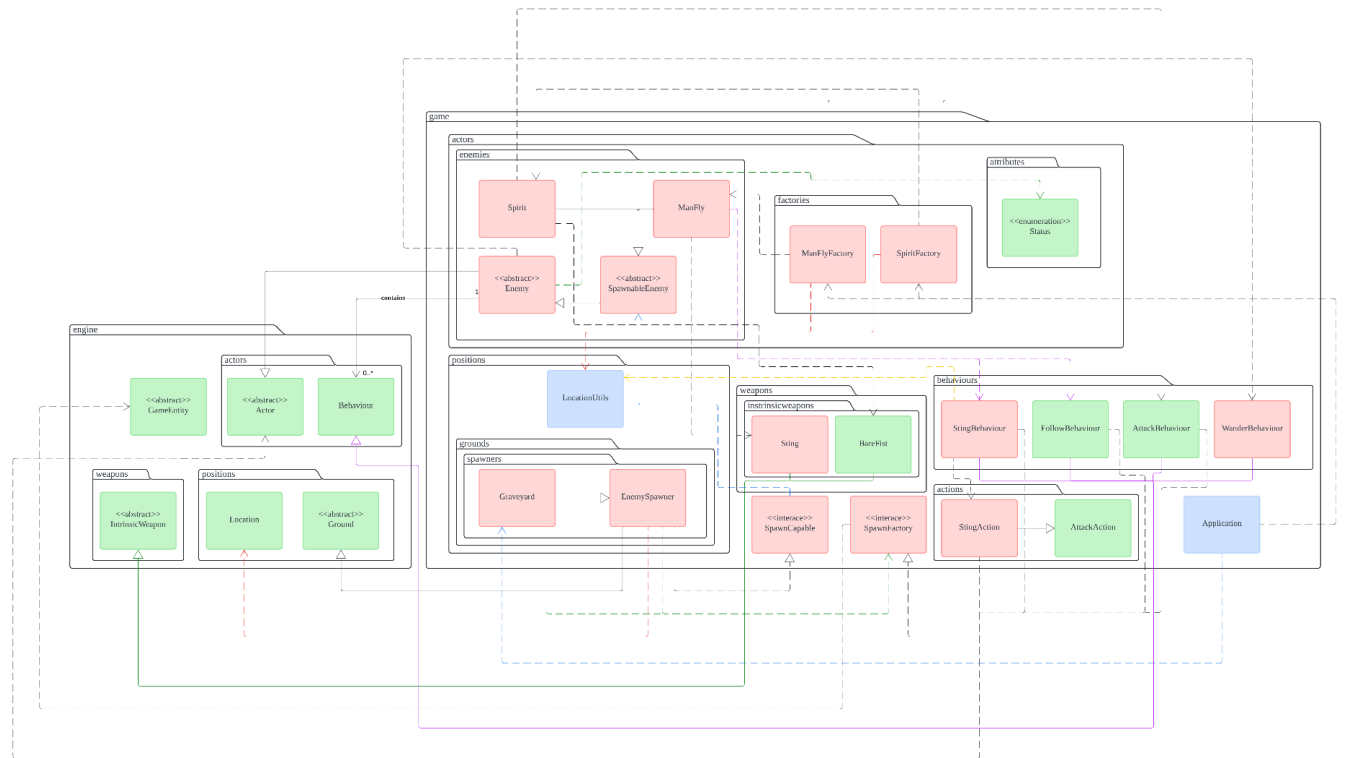 game
actors
enemies
attributes
Spirit
ManFly
factories
<<enumeration>>
Status
ManFlyFactory
SpiritFactory
<<abstract>>
Enemy
<<abstract>>
SpawnableEnemy
1
contains
0..*
engine
actors
<<abstract>>
GameEntity
<<abstract>>
Actor
Behaviour
weapons
<<abstract>>
IntrinsicWeapon
positions
Location
<<abstract>>
Ground
positions
LocationUtils
grounds
spawners
Graveyard
EnemySpawner
weapons
instrinsicweapons
Sting
BareFist
<<interace>>
SpawnCapable
<<interace>>
SpawnFactory
behaviours
StingBehaviour
FollowBehaviour
AttackBehaviour
WanderBehaviour
actions
StingAction
AttackAction
Application